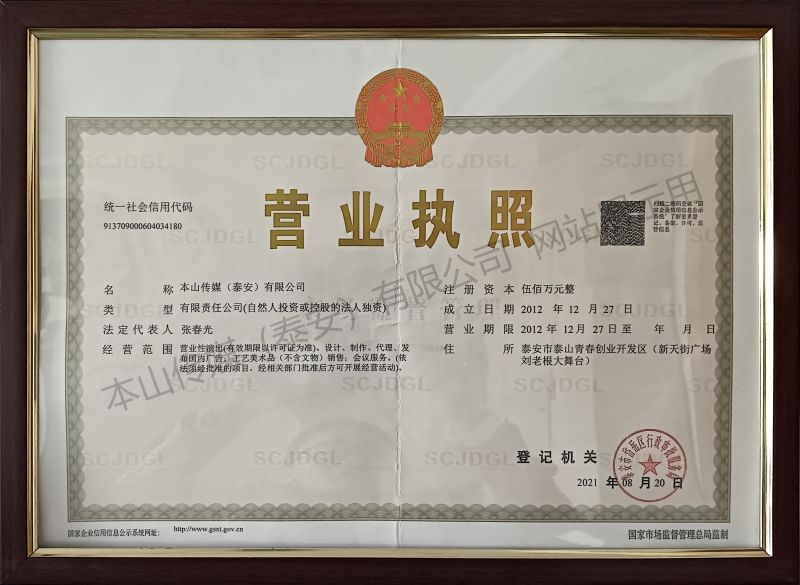 SCJDGL SCJDGL SCJDGL SCJDGL
营业执照
统一社会信用代码
913709000604034180
扫描二维码登录“国
家企业信用信息公示
系统”了解更多登
记、备案、许可、监
管信息
名 称 本山传媒（泰安）有限公司
类 型 有限责任公司(自然人投资或控股的法人独资)
法定代表人 张春光
经营范围 营业性演出(有效期限以许可证为准)。设计、制作、代理、发
布国内广告；工艺美术品（不含文物）销售；会议服务。(依
法须经批准的项目，经相关部门批准后方可开展经营活动)。
注册资本 伍佰万元整
成立日期 2012 年 12 月 27 日
营业期限 2012 年 12 月 27 日至 年 月 日
住 所 泰安市泰山青春创业开发区（新天街广场
刘老根大舞台）
本山传媒（泰安）有限公司 网站展示用
SCJDGL SCJDGL SCJDGL SCJDGL
登记机关
2021 年 08 月 20 日
国家企业信用信息公示系统网址： http://www.gsxt.gov.cn
国家市场监督管理总局监制